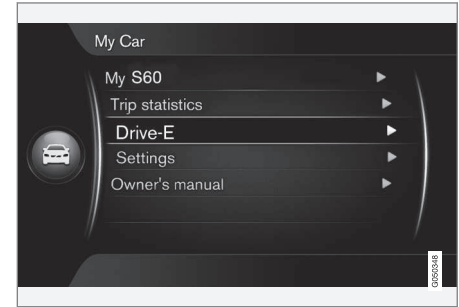 My Car
My S60
Trip statistics
Drive-E
Settings
Owner's manual
G050348